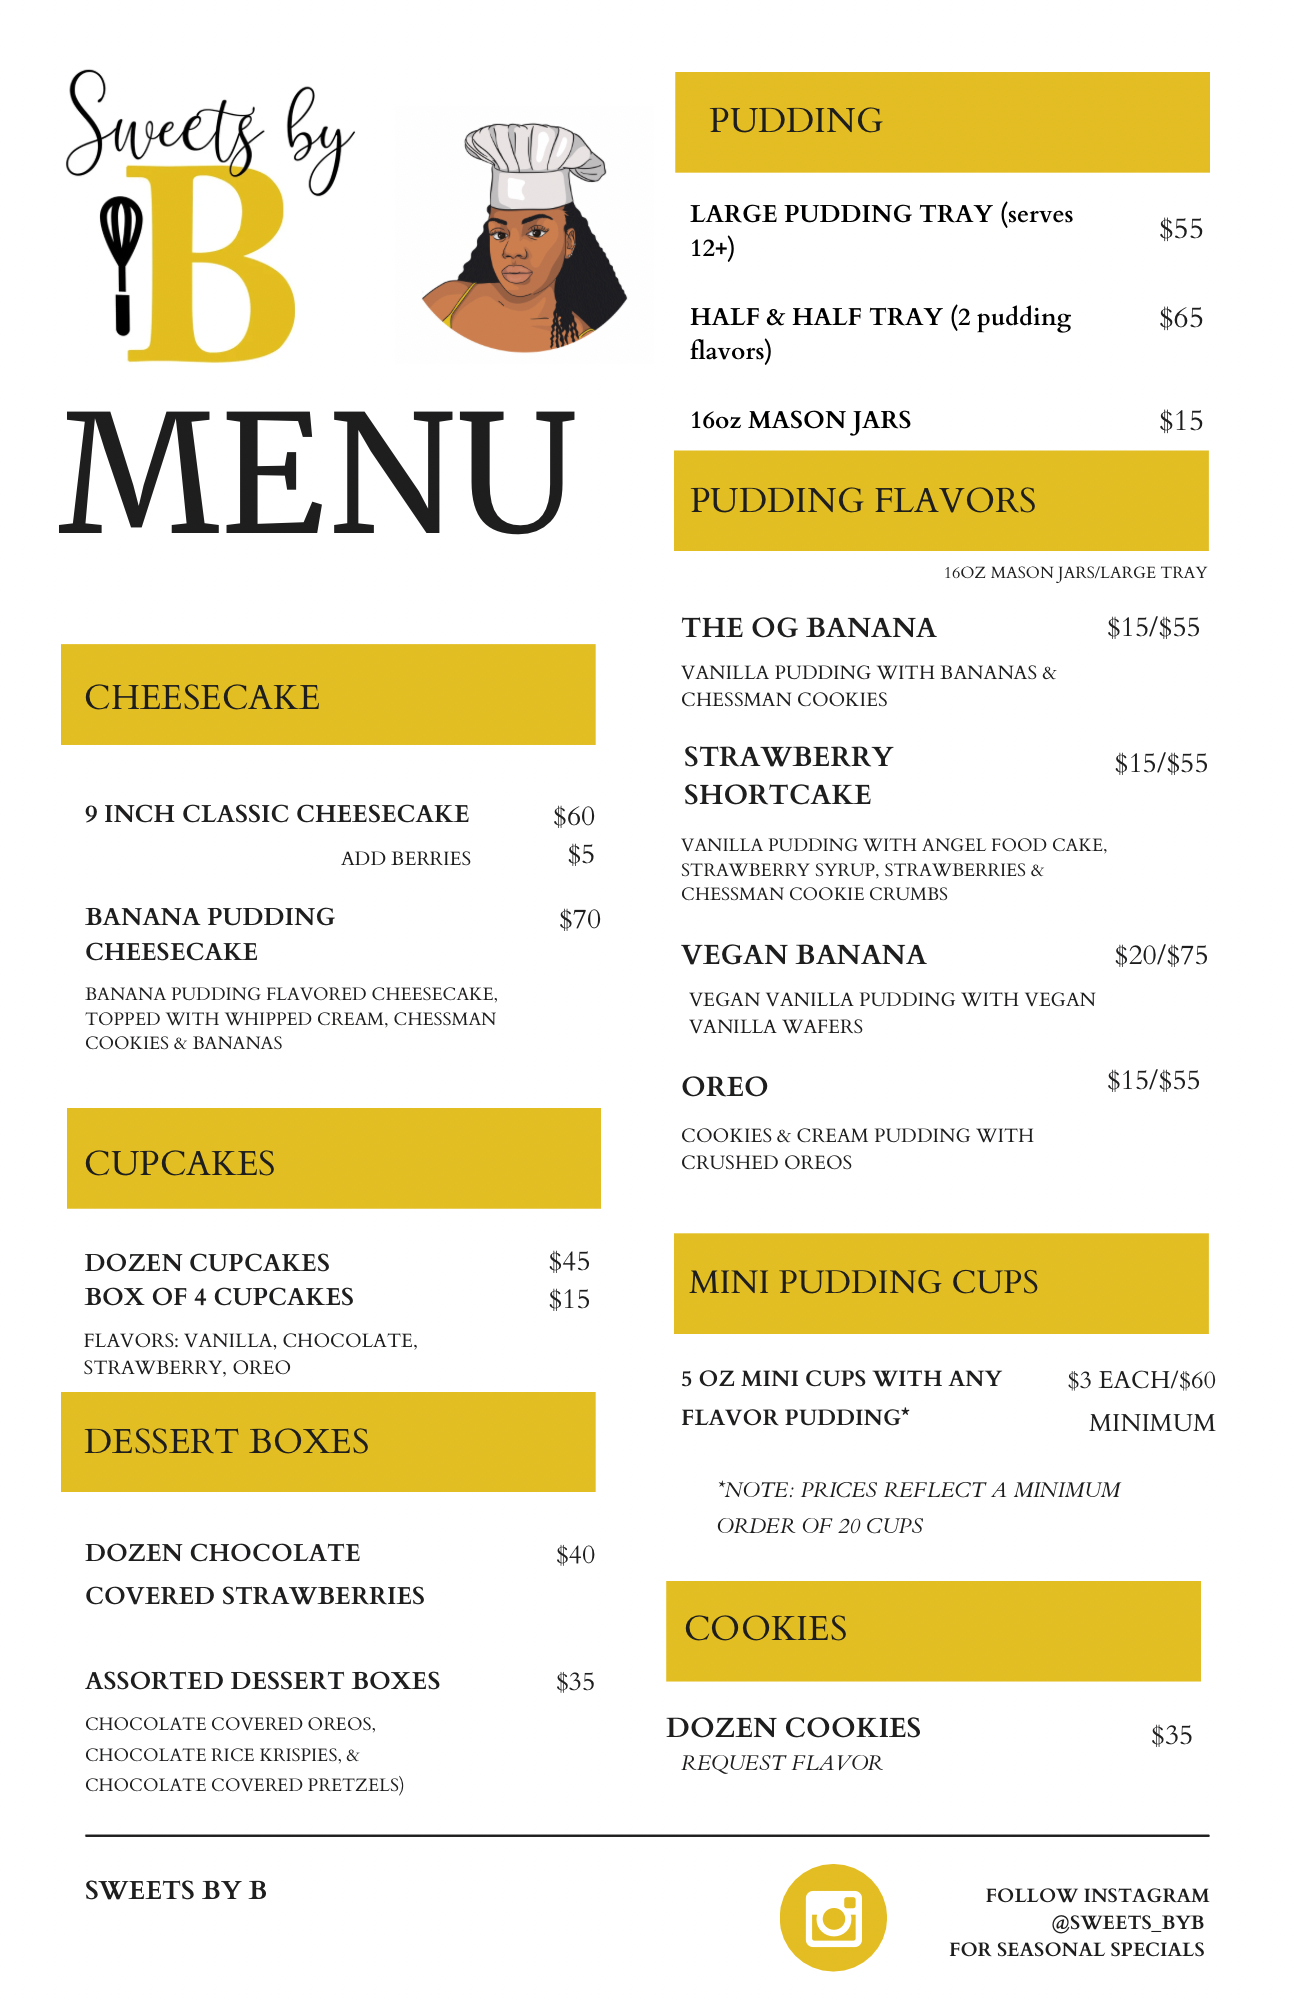 Sweets by
B
MENU
CHEESECAKE
9 INCH CLASSIC CHEESECAKE $60
ADD BERRIES $5
BANANA PUDDING $70
CHEESECAKE
BANANA PUDDING FLAVORED CHEESECAKE,
TOPPED WITH WHIPPED CREAM, CHESSMAN
COOKIES & BANANAS
CUPCAKES
DOZEN CUPCAKES $45
BOX OF 4 CUPCAKES $15
FLAVORS: VANILLA, CHOCOLATE,
STRAWBERRY, OREO
DESSERT BOXES
DOZEN CHOCOLATE $40
COVERED STRAWBERRIES
ASSORTED DESSERT BOXES $35
CHOCOLATE COVERED OREOS,
CHOCOLATE RICE KRISPIES, &
CHOCOLATE COVERED PRETZELS)
PUDDING
LARGE PUDDING TRAY (serves $55
12+)
HALF & HALF TRAY (2 pudding $65
flavors)
16oz MASON JARS $15
PUDDING FLAVORS
16OZ MASON JARS/LARGE TRAY
THE OG BANANA $15/$55
VANILLA PUDDING WITH BANANAS &
CHESSMAN COOKIES
STRAWBERRY $15/$55
SHORTCAKE
VANILLA PUDDING WITH ANGEL FOOD CAKE,
STRAWBERRY SYRUP, STRAWBERRIES &
CHESSMAN COOKIE CRUMBS
VEGAN BANANA $20/$75
VEGAN VANILLA PUDDING WITH VEGAN
VANILLA WAFERS
OREO $15/$55
COOKIES & CREAM PUDDING WITH
CRUSHED OREOS
MINI PUDDING CUPS
5 OZ MINI CUPS WITH ANY $3 EACH/$60
FLAVOR PUDDING* MINIMUM
*NOTE: PRICES REFLECT A MINIMUM
ORDER OF 20 CUPS
COOKIES
DOZEN COOKIES $35
REQUEST FLAVOR
SWEETS BY B
FOLLOW INSTAGRAM
@SWEETS_BYB
FOR SEASONAL SPECIALS